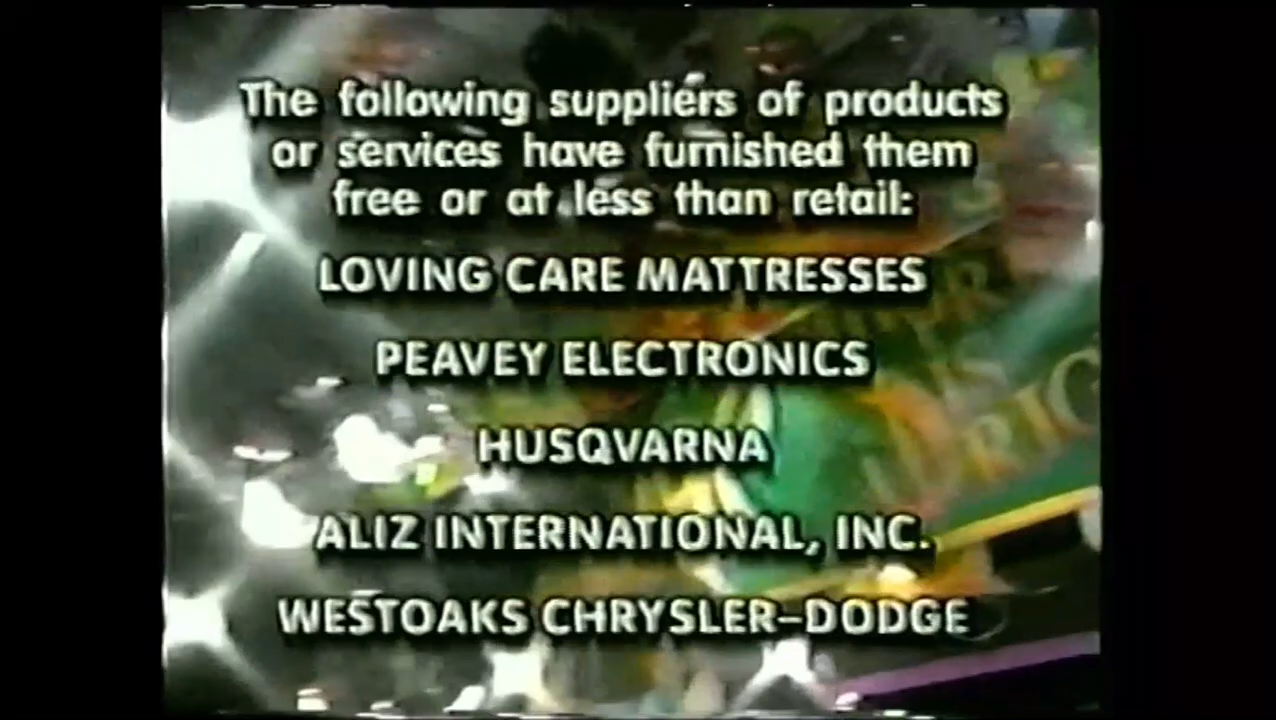 The following suppliers of products
or services have furnished them
free or at less than retail:
LOVING CARE MATTRESSES
PEAVEY ELECTRONICS
HUSQVARNA
ALIZ INTERNATIONAL, INC.
WESTOAKS CHRYSLER–DODGE